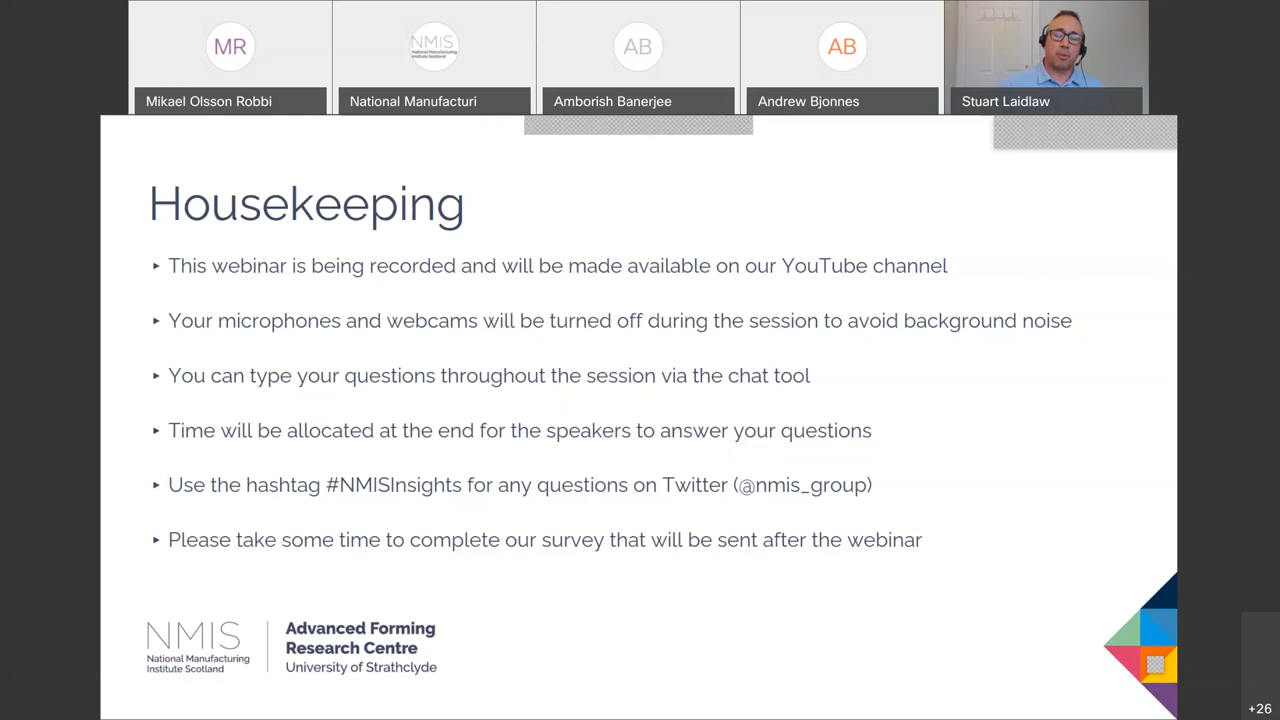 MR
NMIS
National Manufacturing
Institute Scotland
AB
AB
Mikael Olsson Robbi
National Manufacturi
Amborish Banerjee
Andrew Bjonnes
Stuart Laidlaw
Housekeeping
‣ This webinar is being recorded and will be made available on our YouTube channel
‣ Your microphones and webcams will be turned off during the session to avoid background noise
‣ You can type your questions throughout the session via the chat tool
‣ Time will be allocated at the end for the speakers to answer your questions
‣ Use the hashtag #NMISInsights for any questions on Twitter (@nmis_group)
‣ Please take some time to complete our survey that will be sent after the webinar
NMIS
National Manufacturing
Institute Scotland
Advanced Forming
Research Centre
University of Strathclyde
+26